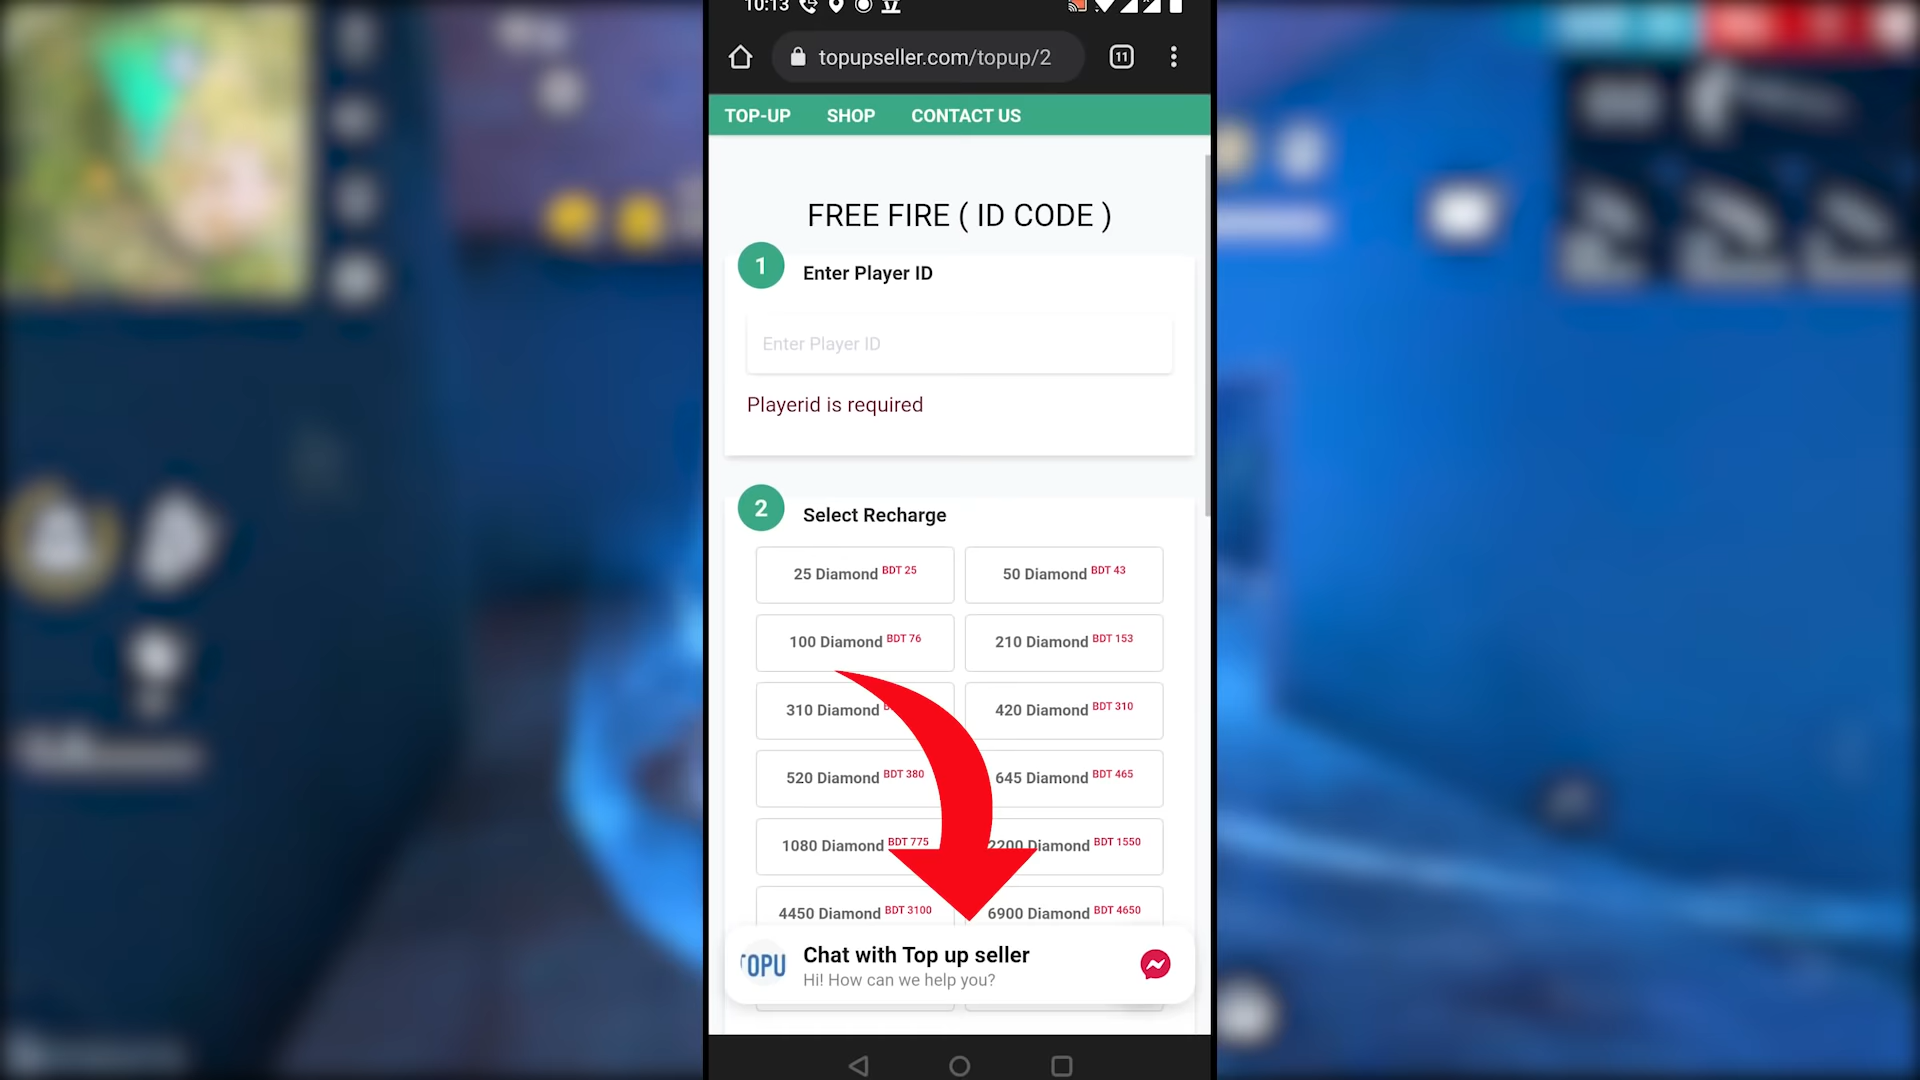 10:13
topupseller.com/topup/2
11
TOP-UP SHOP CONTACT US
FREE FIRE ( ID CODE )
1 Enter Player ID
Enter Player ID
Playerid is required
2 Select Recharge
25 Diamond BDT 25
50 Diamond BDT 43
100 Diamond BDT 76
210 Diamond BDT 153
310 Diamond
420 Diamond BDT 310
520 Diamond BDT 380
645 Diamond BDT 465
1080 Diamond BDT 775
2200 Diamond BDT 1550
4450 Diamond BDT 3100
6900 Diamond BDT 4650
TOPU
Chat with Top up seller
Hi! How can we help you?